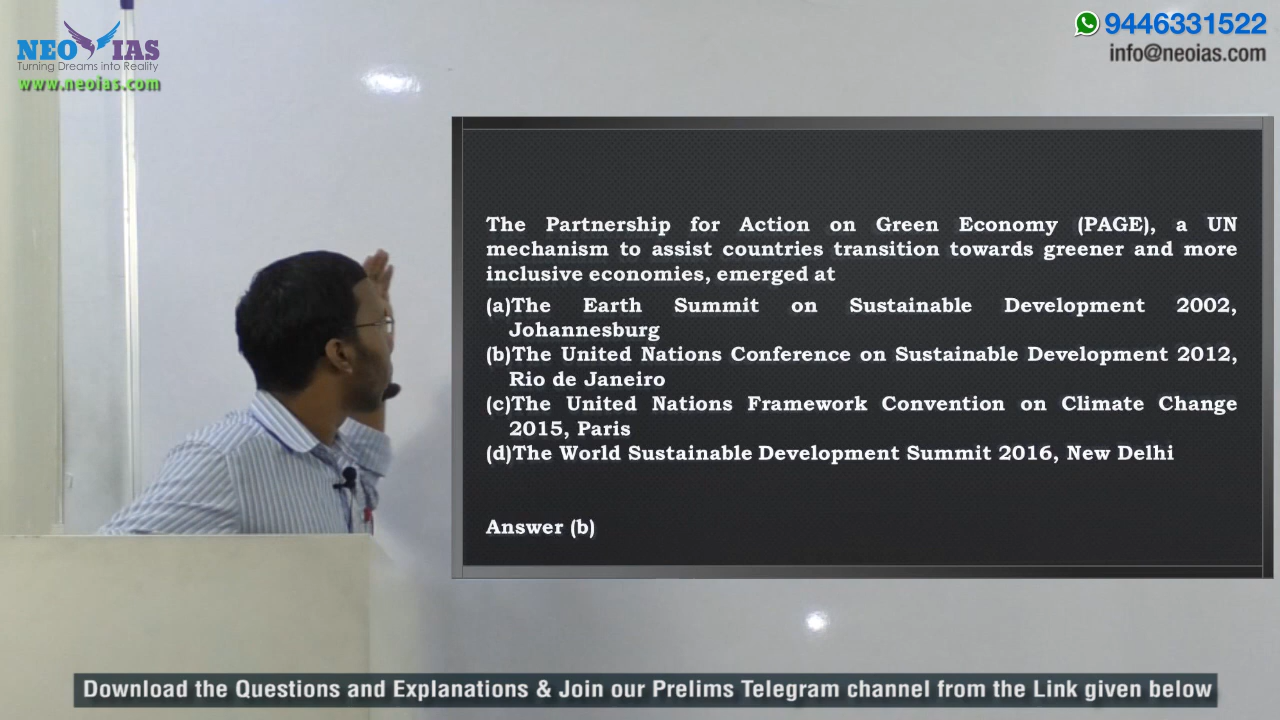 NEO IAS
Turning Dreams into Reality
www.neoias.com
9446331522
info@neoias.com
The Partnership for Action on Green Economy (PAGE), a UN
mechanism to assist countries transition towards greener and more
inclusive economies, emerged at
(a)The Earth Summit on Sustainable Development 2002,
Johannesburg
(b)The United Nations Conference on Sustainable Development 2012,
Rio de Janeiro
(c)The United Nations Framework Convention on Climate Change
2015, Paris
(d)The World Sustainable Development Summit 2016, New Delhi
Answer (b)
Download the Questions and Explanations & Join our Prelims Telegram channel from the Link given below